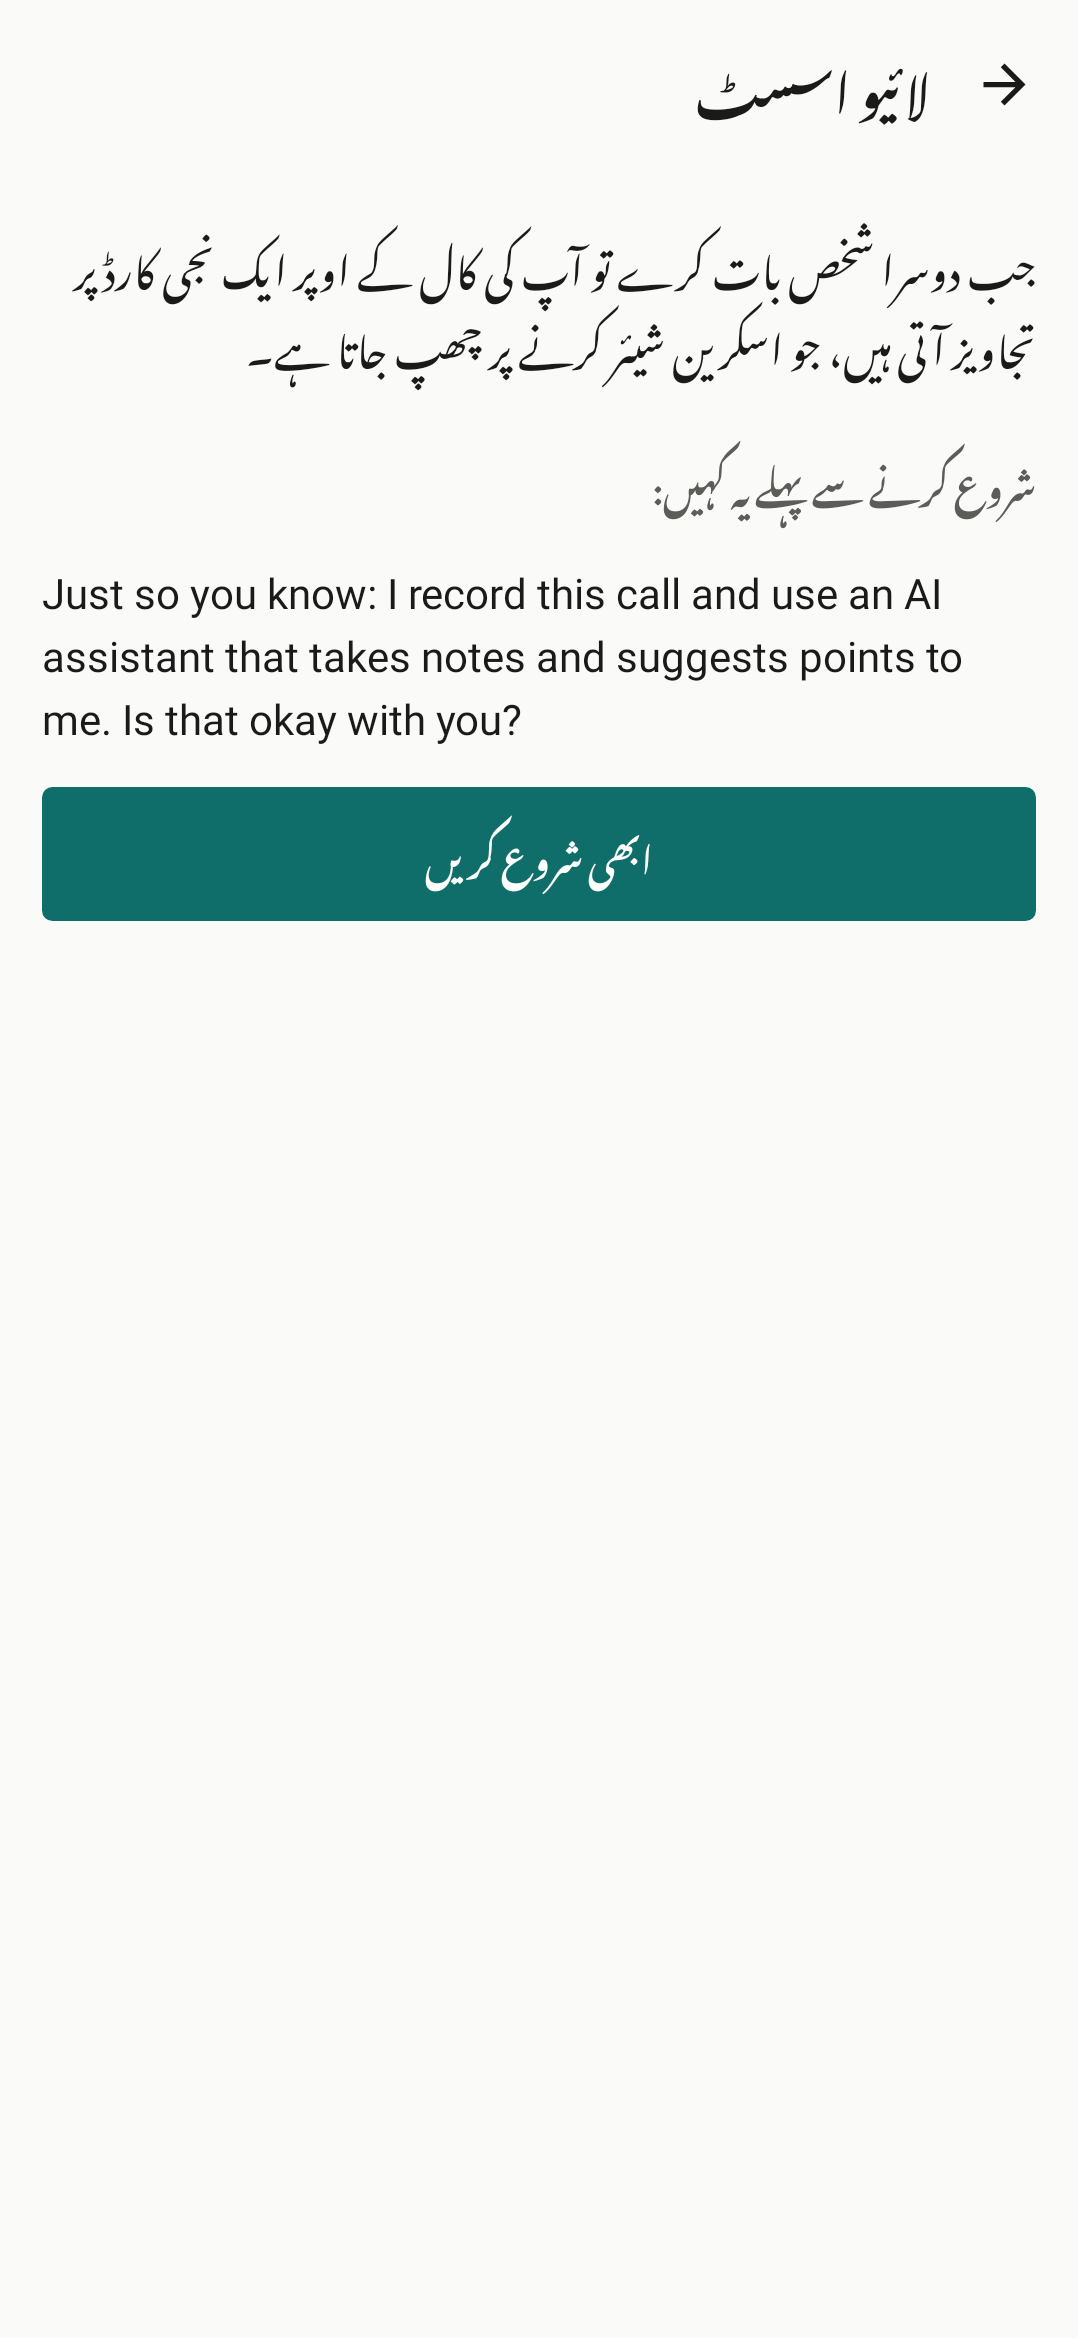 لائیو اسسٹ
جب دوسرا شخص بات کرے تو آپ کی کال کے اوپر ایک نجی کارڈ پر
تجاویز آتی ہیں، جو اسکرین شیئر کرنے پر چھپ جاتا ہے۔
شروع کرنے سے پہلے یہ کہیں:
Just so you know: I record this call and use an AI
assistant that takes notes and suggests points to
me. Is that okay with you?
ابھی شروع کریں